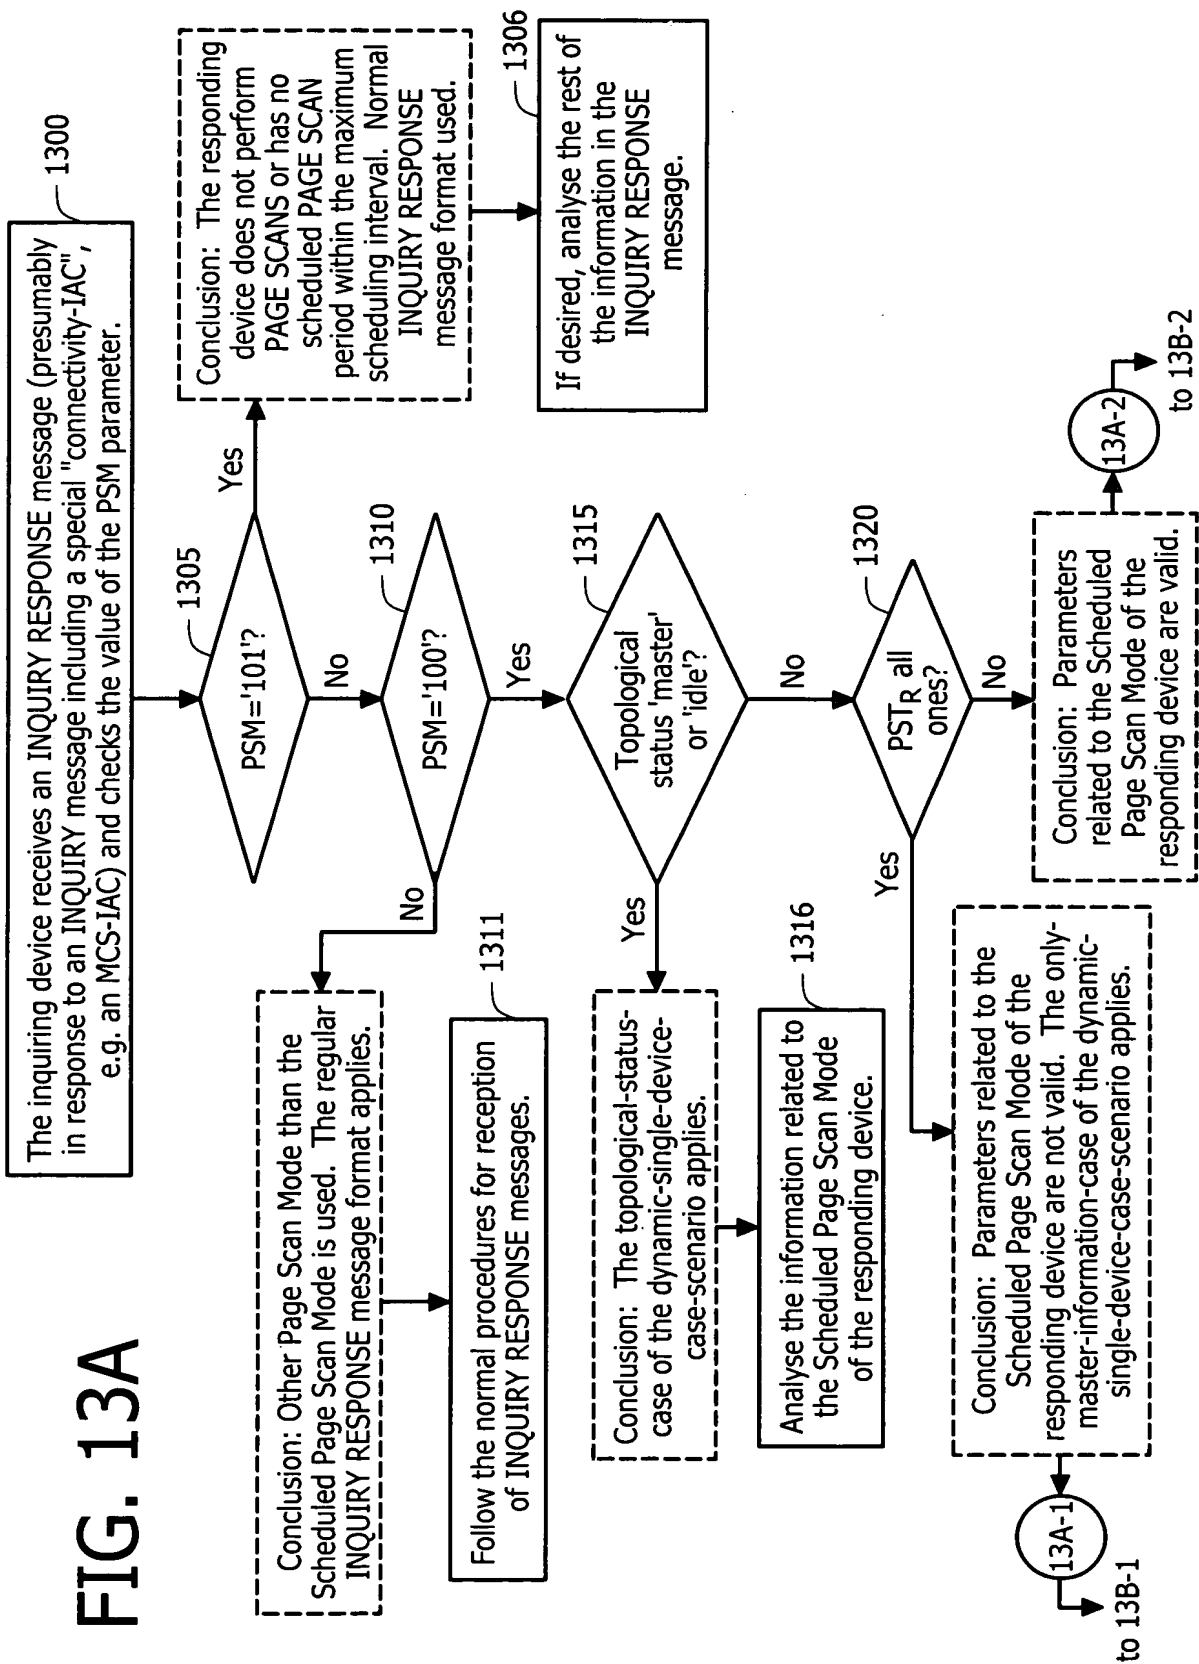 FIG. 13A
The inquiring device receives an INQUIRY RESPONSE message (presumably
in response to an INQUIRY message including a special "connectivity-IAC",
e.g. an MCS-IAC) and checks the value of the PSM parameter.
1300
PSM='101'?
1305
Yes
Conclusion: The responding
device does not perform
PAGE SCANS or has no
scheduled PAGE SCAN
period within the maximum
scheduling interval. Normal
INQUIRY RESPONSE
message format used.
If desired, analyse the rest of
the information in the
INQUIRY RESPONSE
message.
1306
No
PSM='100'?
1310
No
Conclusion: Other Page Scan Mode than the
Scheduled Page Scan Mode is used. The regular
INQUIRY RESPONSE message format applies.
Follow the normal procedures for reception
of INQUIRY RESPONSE messages.
1311
Yes
Topological
status 'master'
or 'idle'?
1315
Yes
Conclusion: The topological-status-
case of the dynamic-single-device-
case-scenario applies.
Analyse the information related to
the Scheduled Page Scan Mode
of the responding device.
1316
No
PSTR all
ones?
1320
Yes
Conclusion: Parameters related to the
Scheduled Page Scan Mode of the
responding device are not valid. The only-
master-information-case of the dynamic-
single-device-case-scenario applies.
13A-1
to 13B-1
No
Conclusion: Parameters
related to the Scheduled
Page Scan Mode of the
responding device are valid.
13A-2
to 13B-2